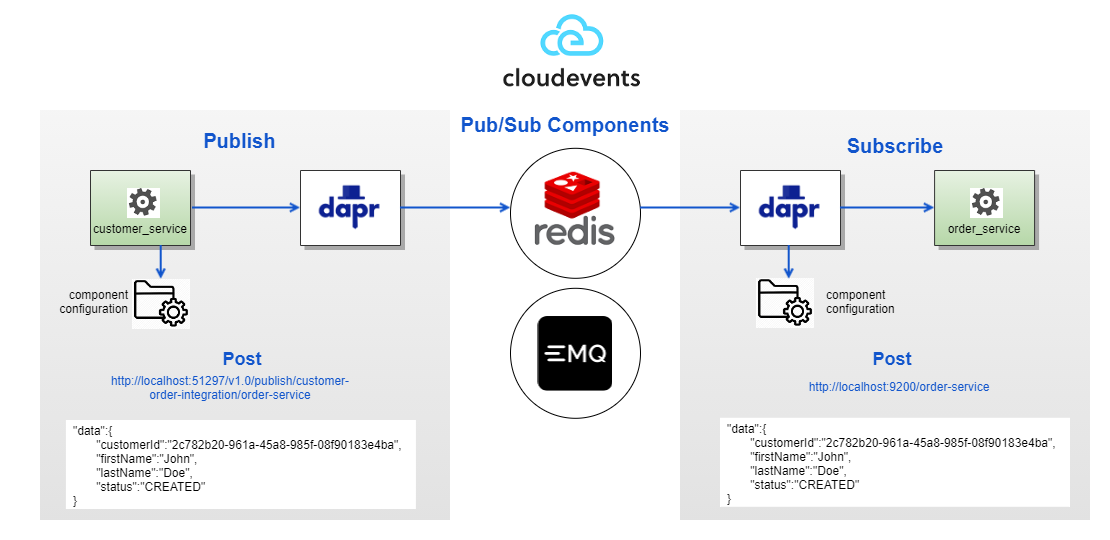 cloudevents
Publish
customer_service
dapr
component
configuration
Post
http://localhost:51297/v1.0/publish/customer-
order-integration/order-service
"data":{
"customerId":"2c782b20-961a-45a8-985f-08f90183e4ba",
"firstName":"John",
"lastName":"Doe",
"status":"CREATED"
}
Pub/Sub Components
redis
EMQ
Subscribe
dapr
order_service
component
configuration
Post
http://localhost:9200/order-service
"data":{
"customerId":"2c782b20-961a-45a8-985f-08f90183e4ba",
"firstName":"John",
"lastName":"Doe",
"status":"CREATED"
}